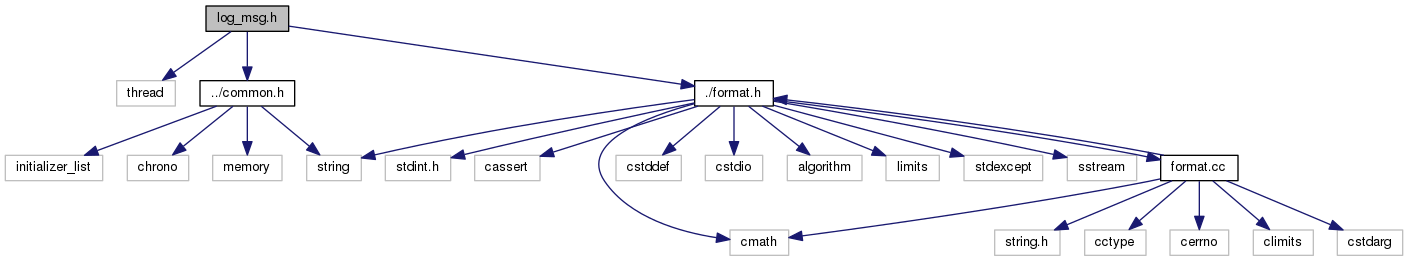 log_msg.h
thread
../common.h
./format.h
initializer_list
chrono
memory
string
stdint.h
cassert
cstddef
cstdio
algorithm
limits
stdexcept
sstream
format.cc
cmath
string.h
cctype
cerrno
climits
cstdarg